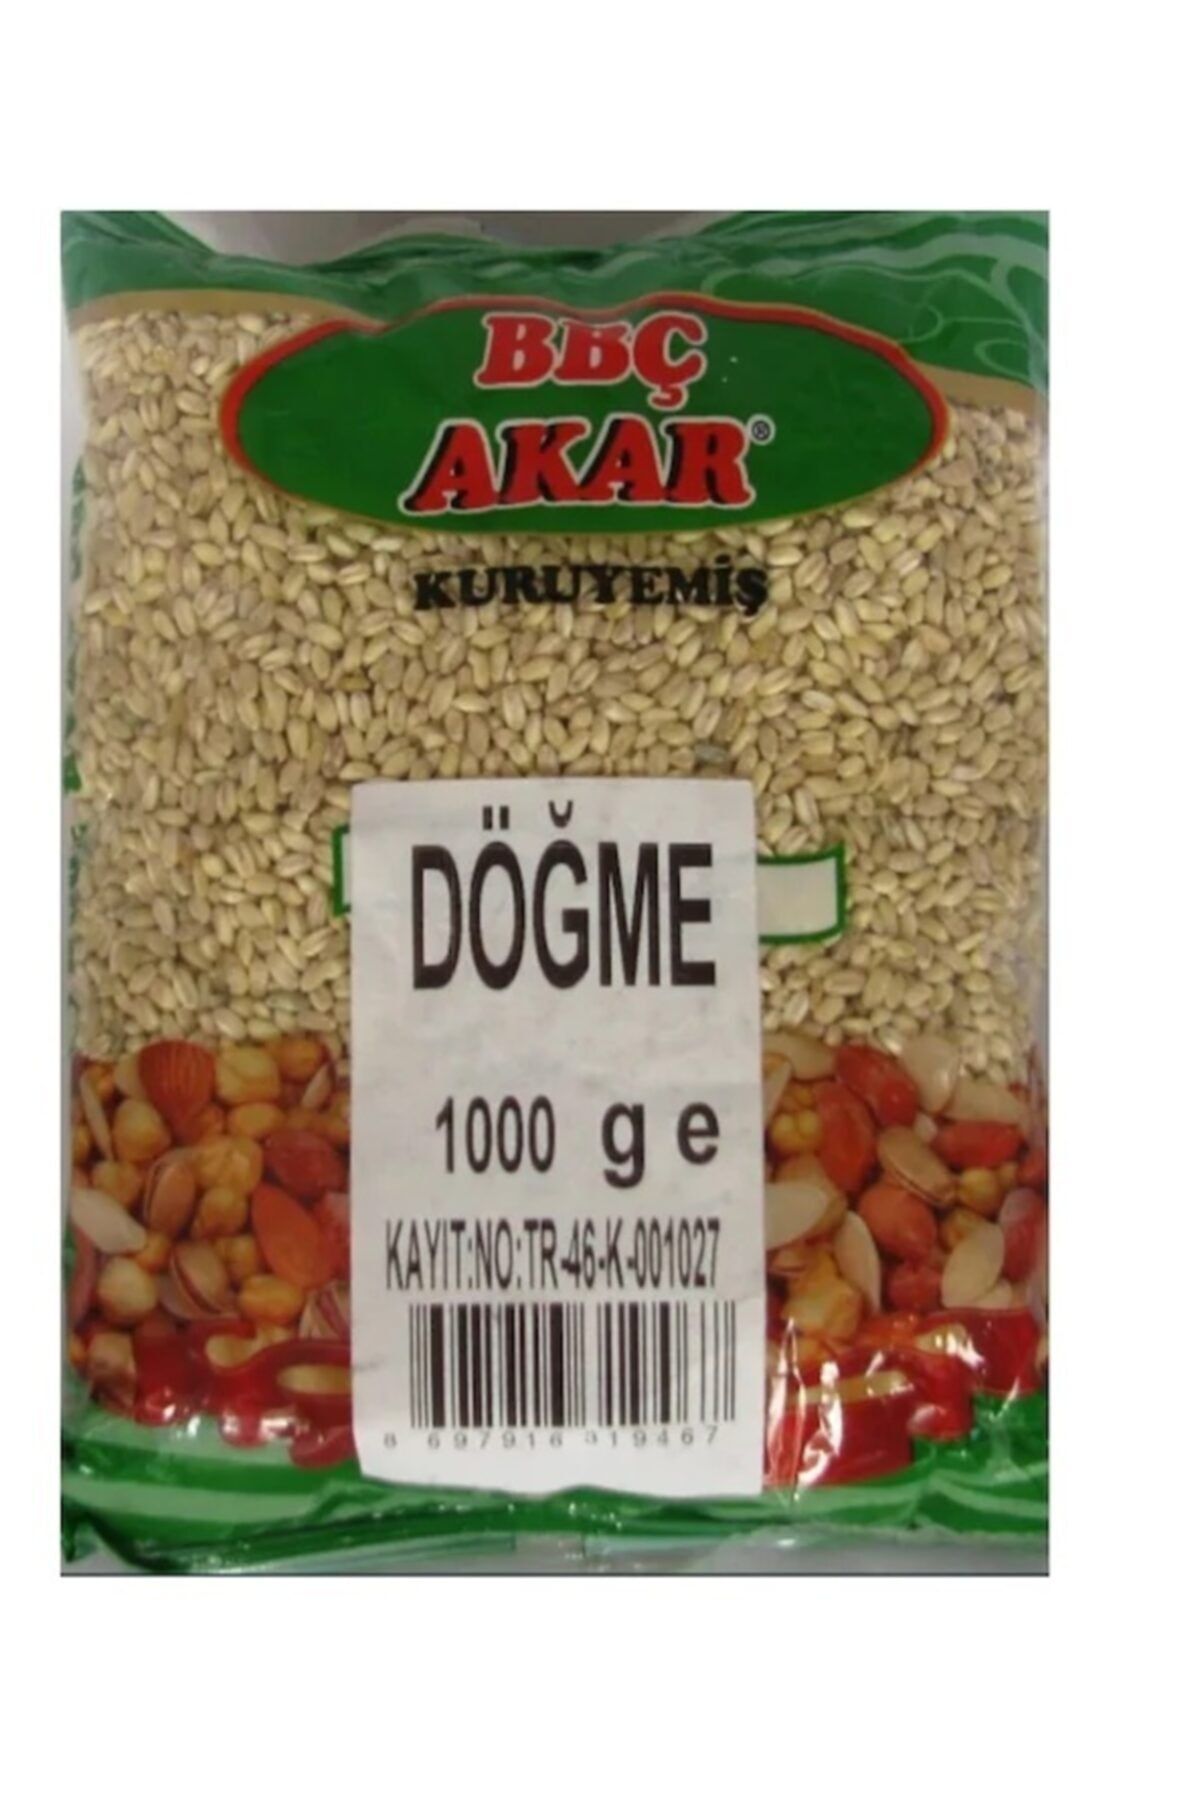 BBÇ
AKAR®
KURUYEMİŞ
DÖĞME
1000 g e
KAYIT:NO:TR-46-K-001027
8 697916 319467